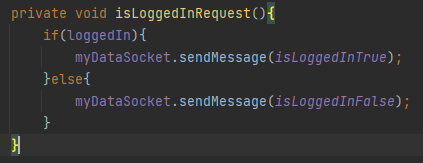 private void isLoggedInRequest(){
    if(loggedIn){
        myDataSocket.sendMessage(isLoggedInTrue);
    }else{
        myDataSocket.sendMessage(isLoggedInFalse);
    }
}